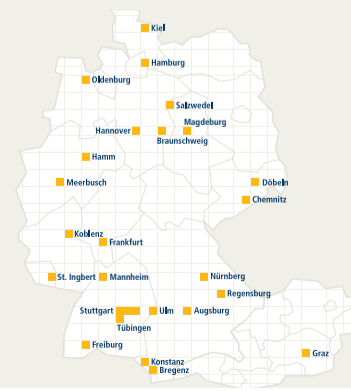 Kiel
Hamburg
Oldenburg
Salzwedel
Magdeburg
Hannover
Braunschweig
Hamm
Meerbusch
Döbeln
Chemnitz
Koblenz
Frankfurt
St. Ingbert
Mannheim
Nürnberg
Regensburg
Stuttgart
Ulm
Augsburg
Tübingen
Freiburg
Graz
Konstanz
Bregenz